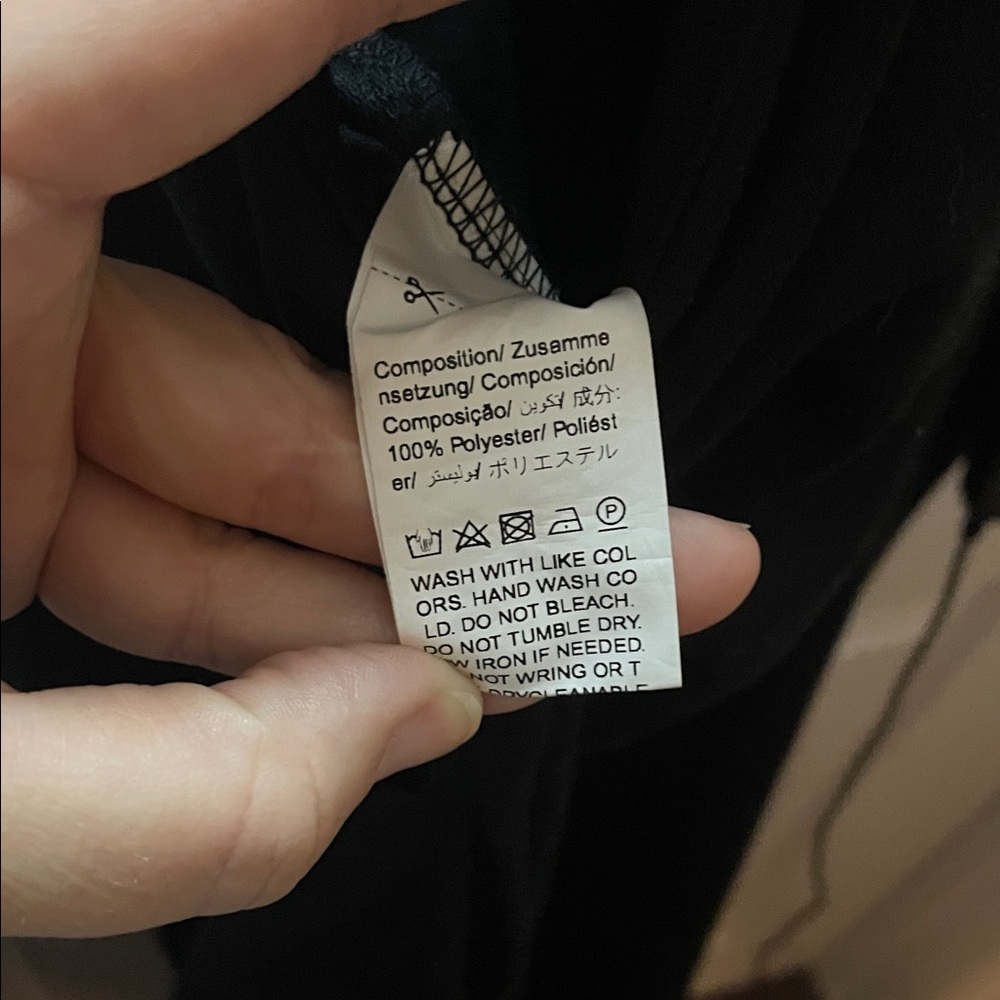 Composition/ Zusamme
nsetzung/ Composición/
Composição/ تكوين/ 成分:
100% Polyester/ Poliést
er/ بوليستر/ ポリエステル
P
WASH WITH LIKE COL
ORS. HAND WASH CO
LD. DO NOT BLEACH.
DO NOT TUMBLE DRY.
IRON IF NEEDED.
NOT WRING OR T
DRYCLEANABLE